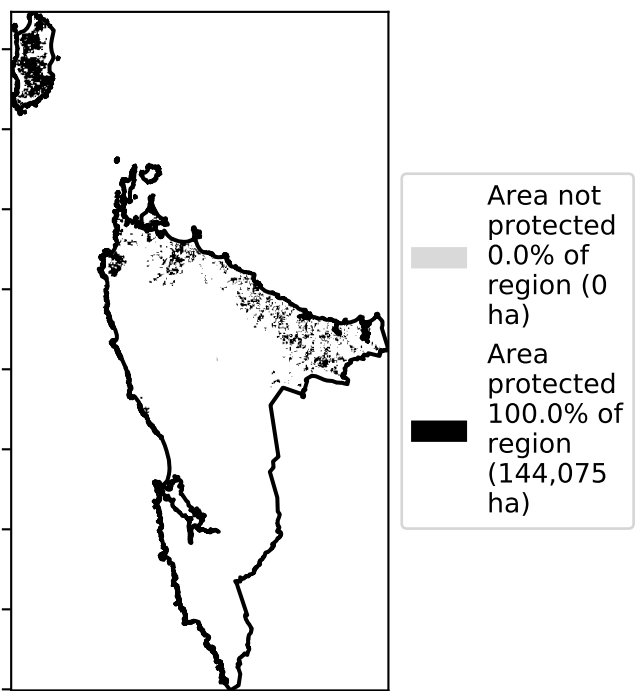 Area not
protected
0.0% of
region (0
ha)
Area
protected
100.0% of
region
(144,075
ha)